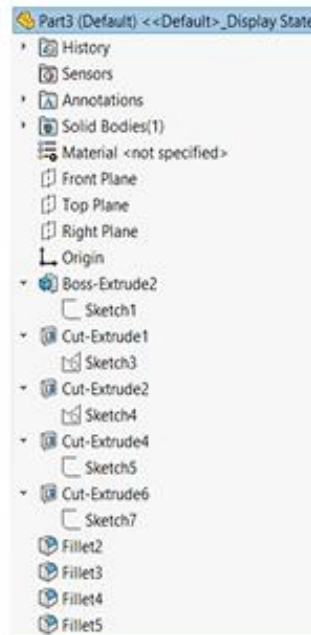 Part3 (Default) <<Default>_Display State
History
Sensors
Annotations
Solid Bodies(1)
Material <not specified>
Front Plane
Top Plane
Right Plane
Origin
Boss-Extrude2
Sketch1
Cut-Extrude1
Sketch3
Cut-Extrude2
Sketch4
Cut-Extrude4
Sketch5
Cut-Extrude6
Sketch7
Fillet2
Fillet3
Fillet4
Fillet5